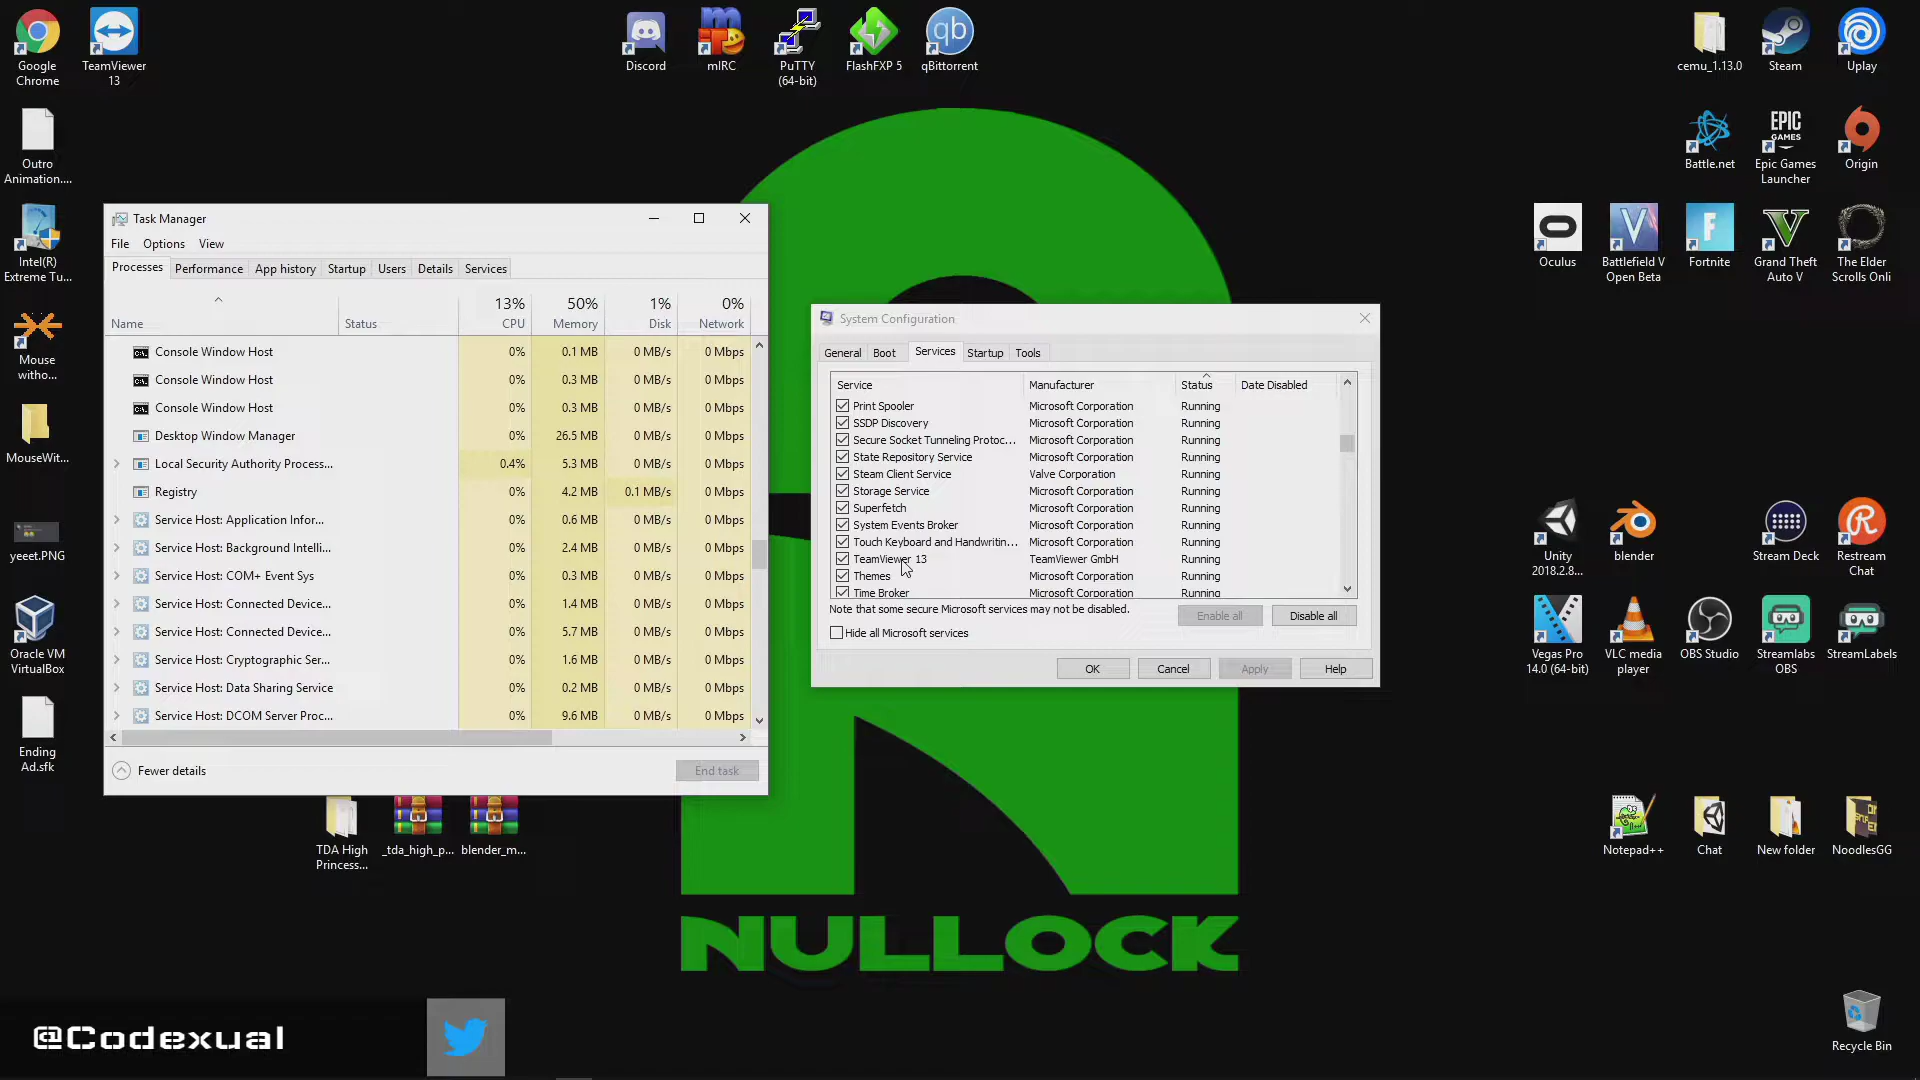 Google
Chrome
TeamViewer
13
Discord
mIRC
PuTTY
(64-bit)
FlashFXP 5
qBittorrent
cemu_1.13.0
Steam
Uplay
Outro
Animation....
Battle.net
Epic Games
Launcher
Origin
Intel(R)
Extreme Tu...
Oculus
Battlefield V
Open Beta
Fortnite
Grand Theft
Auto V
The Elder
Scrolls Onli
Mouse
witho...
MouseWit...
yeeet.PNG
Oracle VM
VirtualBox
Ending
Ad.sfk
Task Manager
File Options View
Processes Performance App history Startup Users Details Services
13% 50% 1% 0%
Name Status CPU Memory Disk Network
Console Window Host 0% 0.1 MB 0 MB/s 0 Mbps
Console Window Host 0% 0.3 MB 0 MB/s 0 Mbps
Console Window Host 0% 0.3 MB 0 MB/s 0 Mbps
Desktop Window Manager 0% 26.5 MB 0 MB/s 0 Mbps
Local Security Authority Process... 0.4% 5.3 MB 0 MB/s 0 Mbps
Registry 0% 4.2 MB 0.1 MB/s 0 Mbps
Service Host: Application Infor... 0% 0.6 MB 0 MB/s 0 Mbps
Service Host: Background Intelli... 0% 2.4 MB 0 MB/s 0 Mbps
Service Host: COM+ Event Sys 0% 0.3 MB 0 MB/s 0 Mbps
Service Host: Connected Device... 0% 1.4 MB 0 MB/s 0 Mbps
Service Host: Connected Device... 0% 5.7 MB 0 MB/s 0 Mbps
Service Host: Cryptographic Ser... 0% 1.6 MB 0 MB/s 0 Mbps
Service Host: Data Sharing Service 0% 0.2 MB 0 MB/s 0 Mbps
Service Host: DCOM Server Proc... 0% 9.6 MB 0 MB/s 0 Mbps
Fewer details
End task
System Configuration
General Boot Services Startup Tools
Service Manufacturer Status Date Disabled
Print Spooler Microsoft Corporation Running
SSDP Discovery Microsoft Corporation Running
Secure Socket Tunneling Protoc... Microsoft Corporation Running
State Repository Service Microsoft Corporation Running
Steam Client Service Valve Corporation Running
Storage Service Microsoft Corporation Running
Superfetch Microsoft Corporation Running
System Events Broker Microsoft Corporation Running
Touch Keyboard and Handwritin... Microsoft Corporation Running
TeamViewer 13 TeamViewer GmbH Running
Themes Microsoft Corporation Running
Time Broker Microsoft Corporation Running
Note that some secure Microsoft services may not be disabled.
Enable all Disable all
Hide all Microsoft services
OK Cancel Apply Help
Unity
2018.2.8...
blender
Stream Deck
Restream
Chat
Vegas Pro
14.0 (64-bit)
VLC media
player
OBS Studio
Streamlabs
OBS
StreamLabels
TDA High
Princess...
_tda_high_p...
blender_m...
Notepad++
Chat
New folder
NoodlesGG
NULLOCK
@Codexual
Recycle Bin